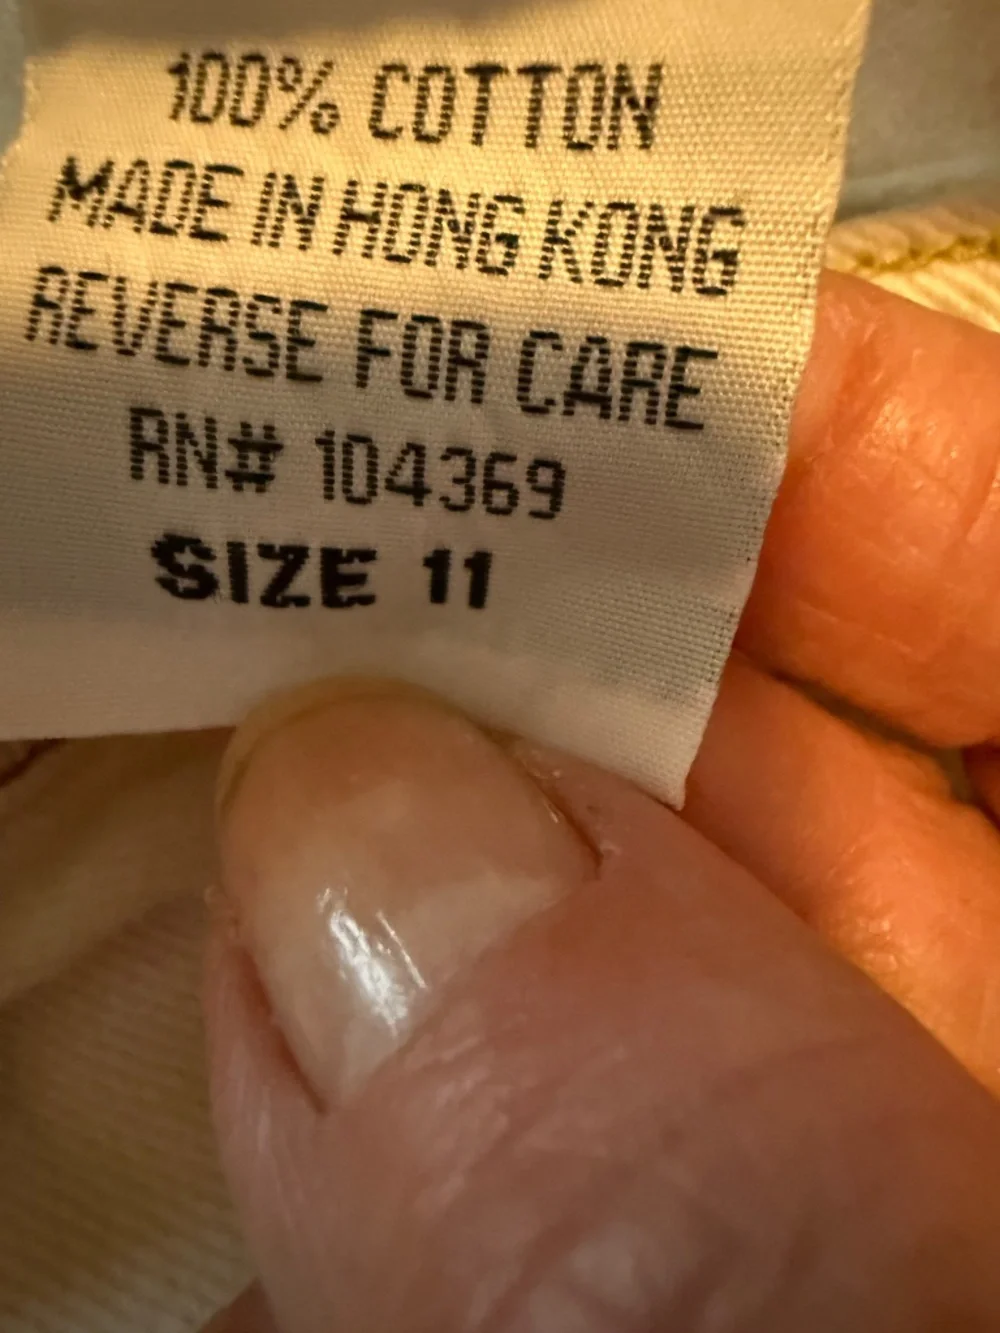 100% COTTON
MADE IN HONG KONG
REVERSE FOR CARE
RN# 104369
SIZE 11